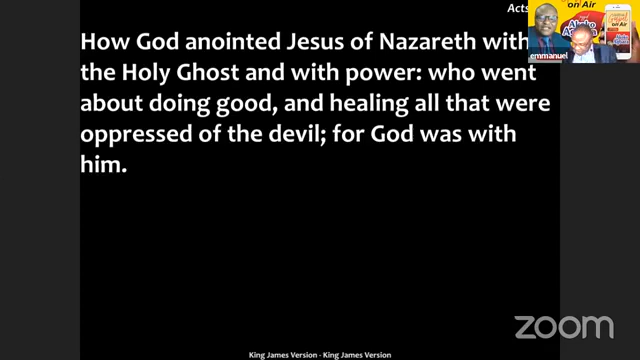 Acts
on Air
on Air
emmanuel
How God anointed Jesus of Nazareth with
the Holy Ghost and with power: who went
about doing good, and healing all that were
oppressed of the devil; for God was with
him.
zoom
King James Version - King James Version